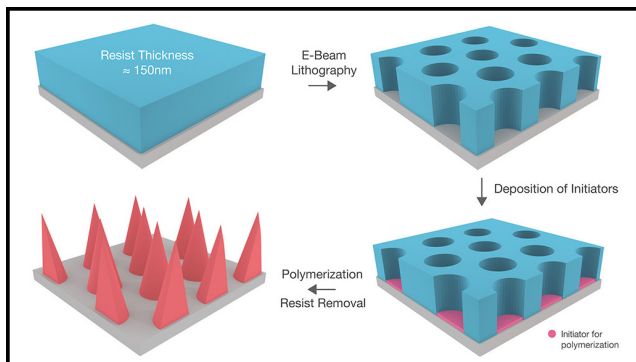 Resist Thickness
≈ 150nm
E-Beam
Lithography
Deposition of Initiators
Polymerization
Resist Removal
Initiator for
polymerization